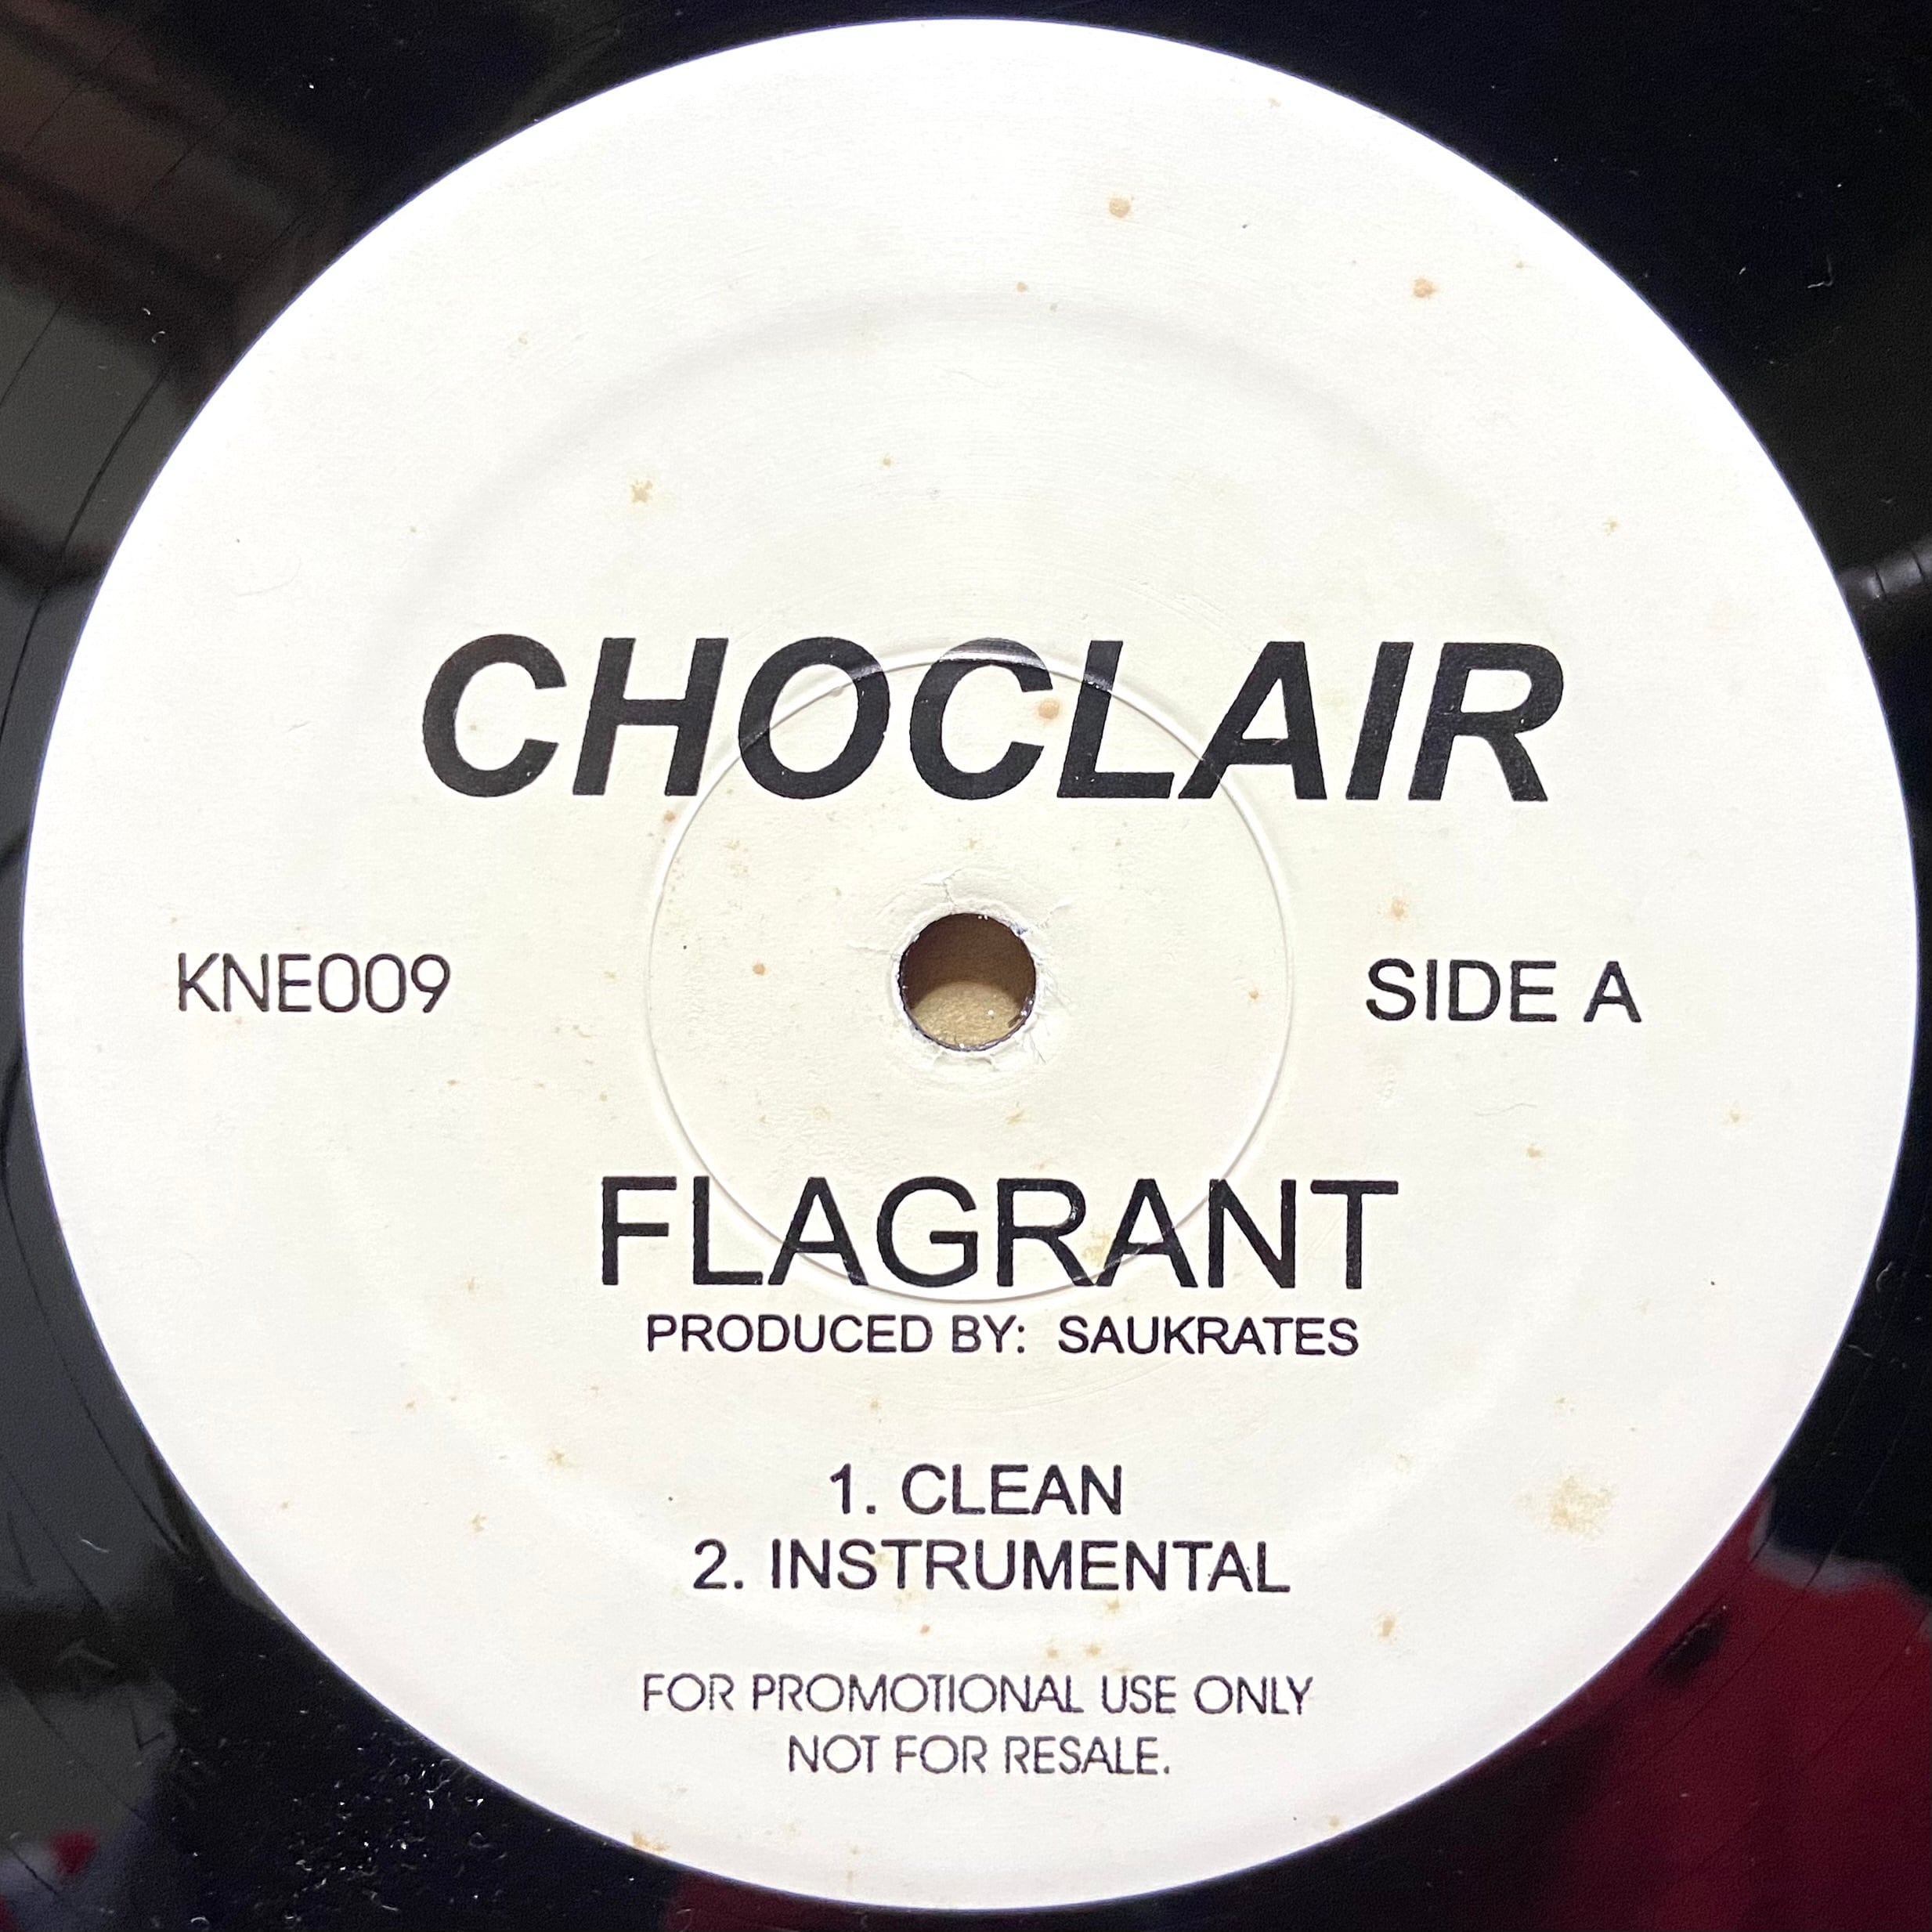 CHOCLAIR
KNE009
SIDE A
FLAGRANT
PRODUCED BY: SAUKRATES
1. CLEAN
2. INSTRUMENTAL
FOR PROMOTIONAL USE ONLY
NOT FOR RESALE.